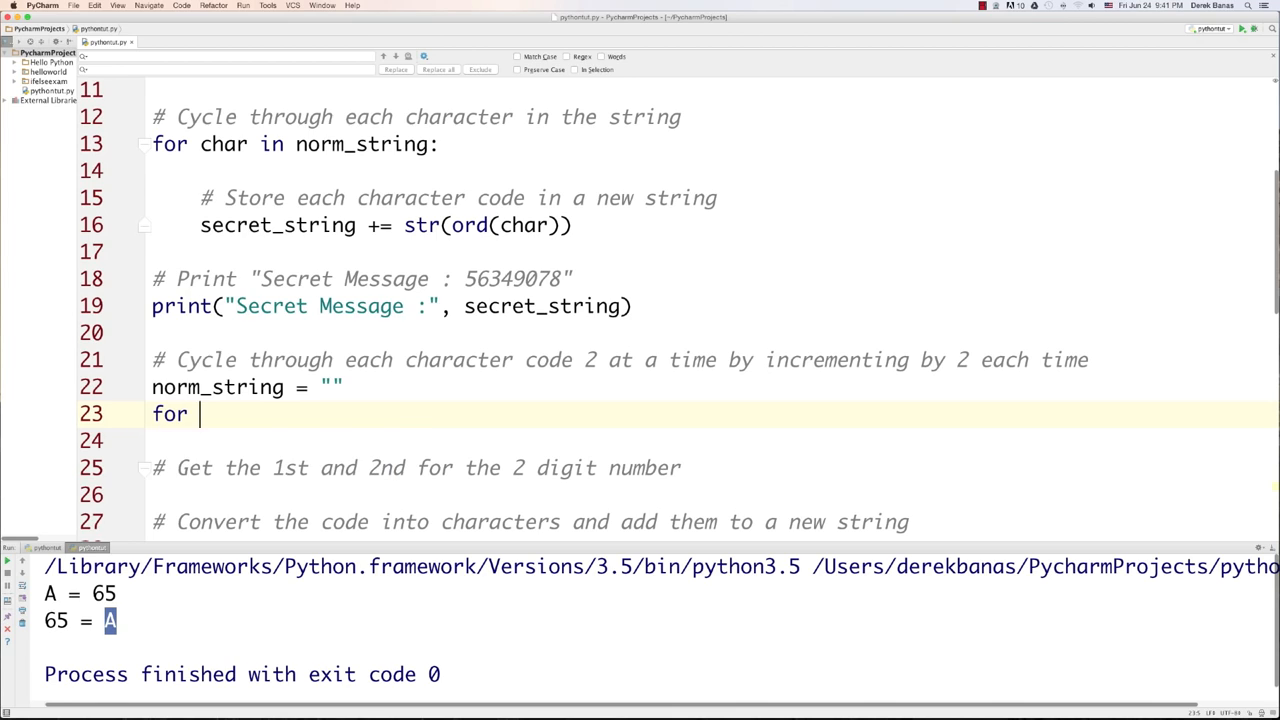 PyCharm File Edit View Navigate Code Refactor Run Tools VCS Window Help Fri Jun 24 9:41 PM Derek Banas
pythontut.py - PycharmProjects - [~/PycharmProjects]
PycharmProjects pythontut.py pythontut
pythontut.py ×
PycharmProject
Hello Python
helloworld
ifelseexam
pythontut.py
External Librarie
Match Case Regex Words
Replace Replace all Exclude Preserve Case In Selection
11
12 # Cycle through each character in the string
13 for char in norm_string:
14
15 # Store each character code in a new string
16 secret_string += str(ord(char))
17
18 # Print "Secret Message : 56349078"
19 print("Secret Message :", secret_string)
20
21 # Cycle through each character code 2 at a time by incrementing by 2 each time
22 norm_string = ""
23 for
24
25 # Get the 1st and 2nd for the 2 digit number
26
27 # Convert the code into characters and add them to a new string
Run: pythontut pythontut
/Library/Frameworks/Python.framework/Versions/3.5/bin/python3.5 /Users/derekbanas/PycharmProjects/pytho
A = 65
65 = A
Process finished with exit code 0
23:5 LF UTF-8